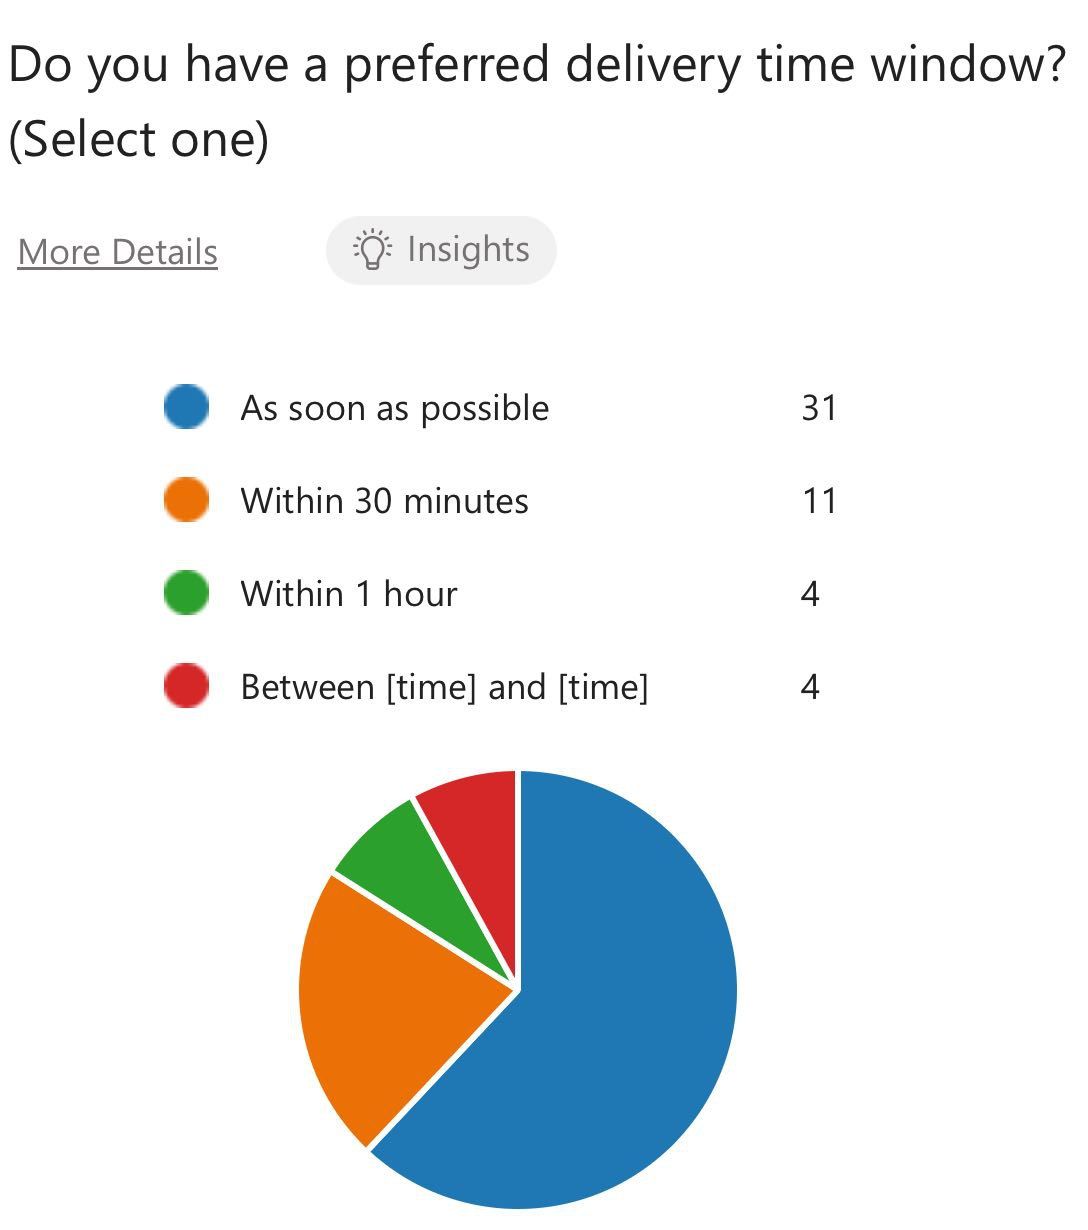 Do you have a preferred delivery time window?
(Select one)
More Details
Insights
As soon as possible 31
Within 30 minutes 11
Within 1 hour 4
Between [time] and [time] 4